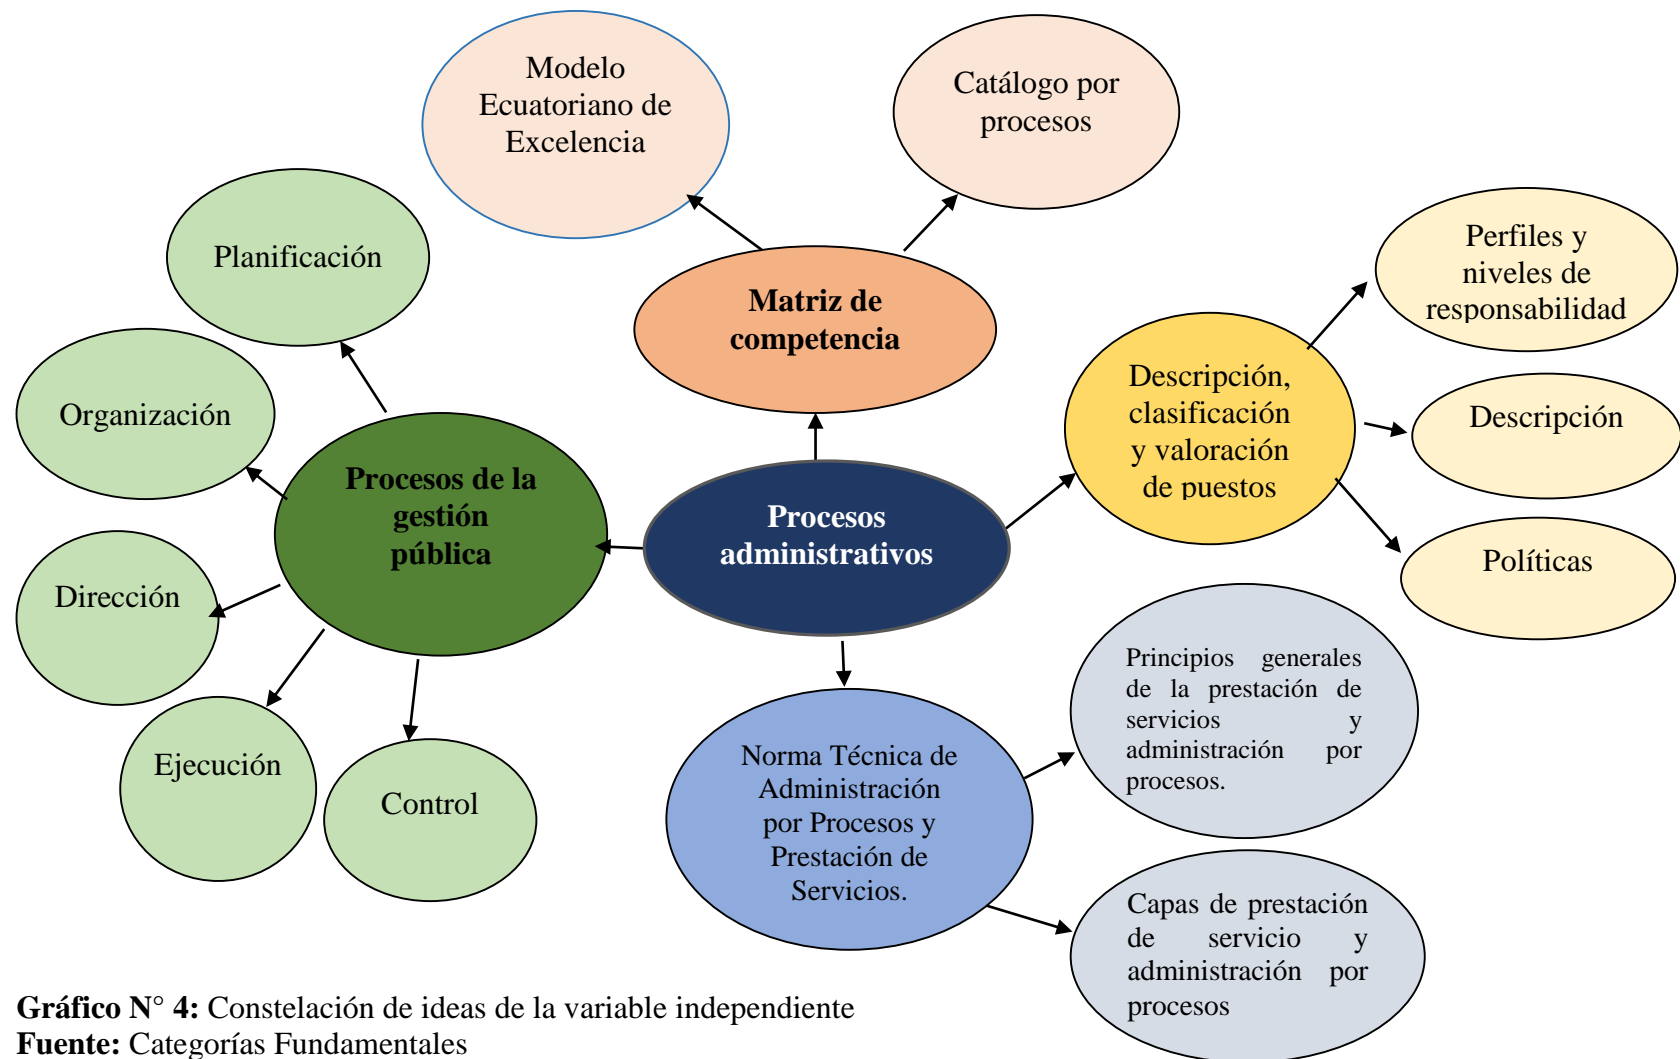 Modelo
Ecuatoriano de
Excelencia
Catálogo por
procesos
Planificación
Perfiles y
niveles de
responsabilidad
Matriz de
competencia
Organización
Descripción,
clasificación
y valoración
de puestos
Descripción
Procesos de la
gestión
pública
Procesos
administrativos
Políticas
Dirección
Principios generales
de la prestación de
servicios y
administración por
procesos.
Ejecución
Control
Norma Técnica de
Administración
por Procesos y
Prestación de
Servicios.
Capas de prestación
de servicio y
administración por
procesos
Gráfico N° 4: Constelación de ideas de la variable independiente
Fuente: Categorías Fundamentales